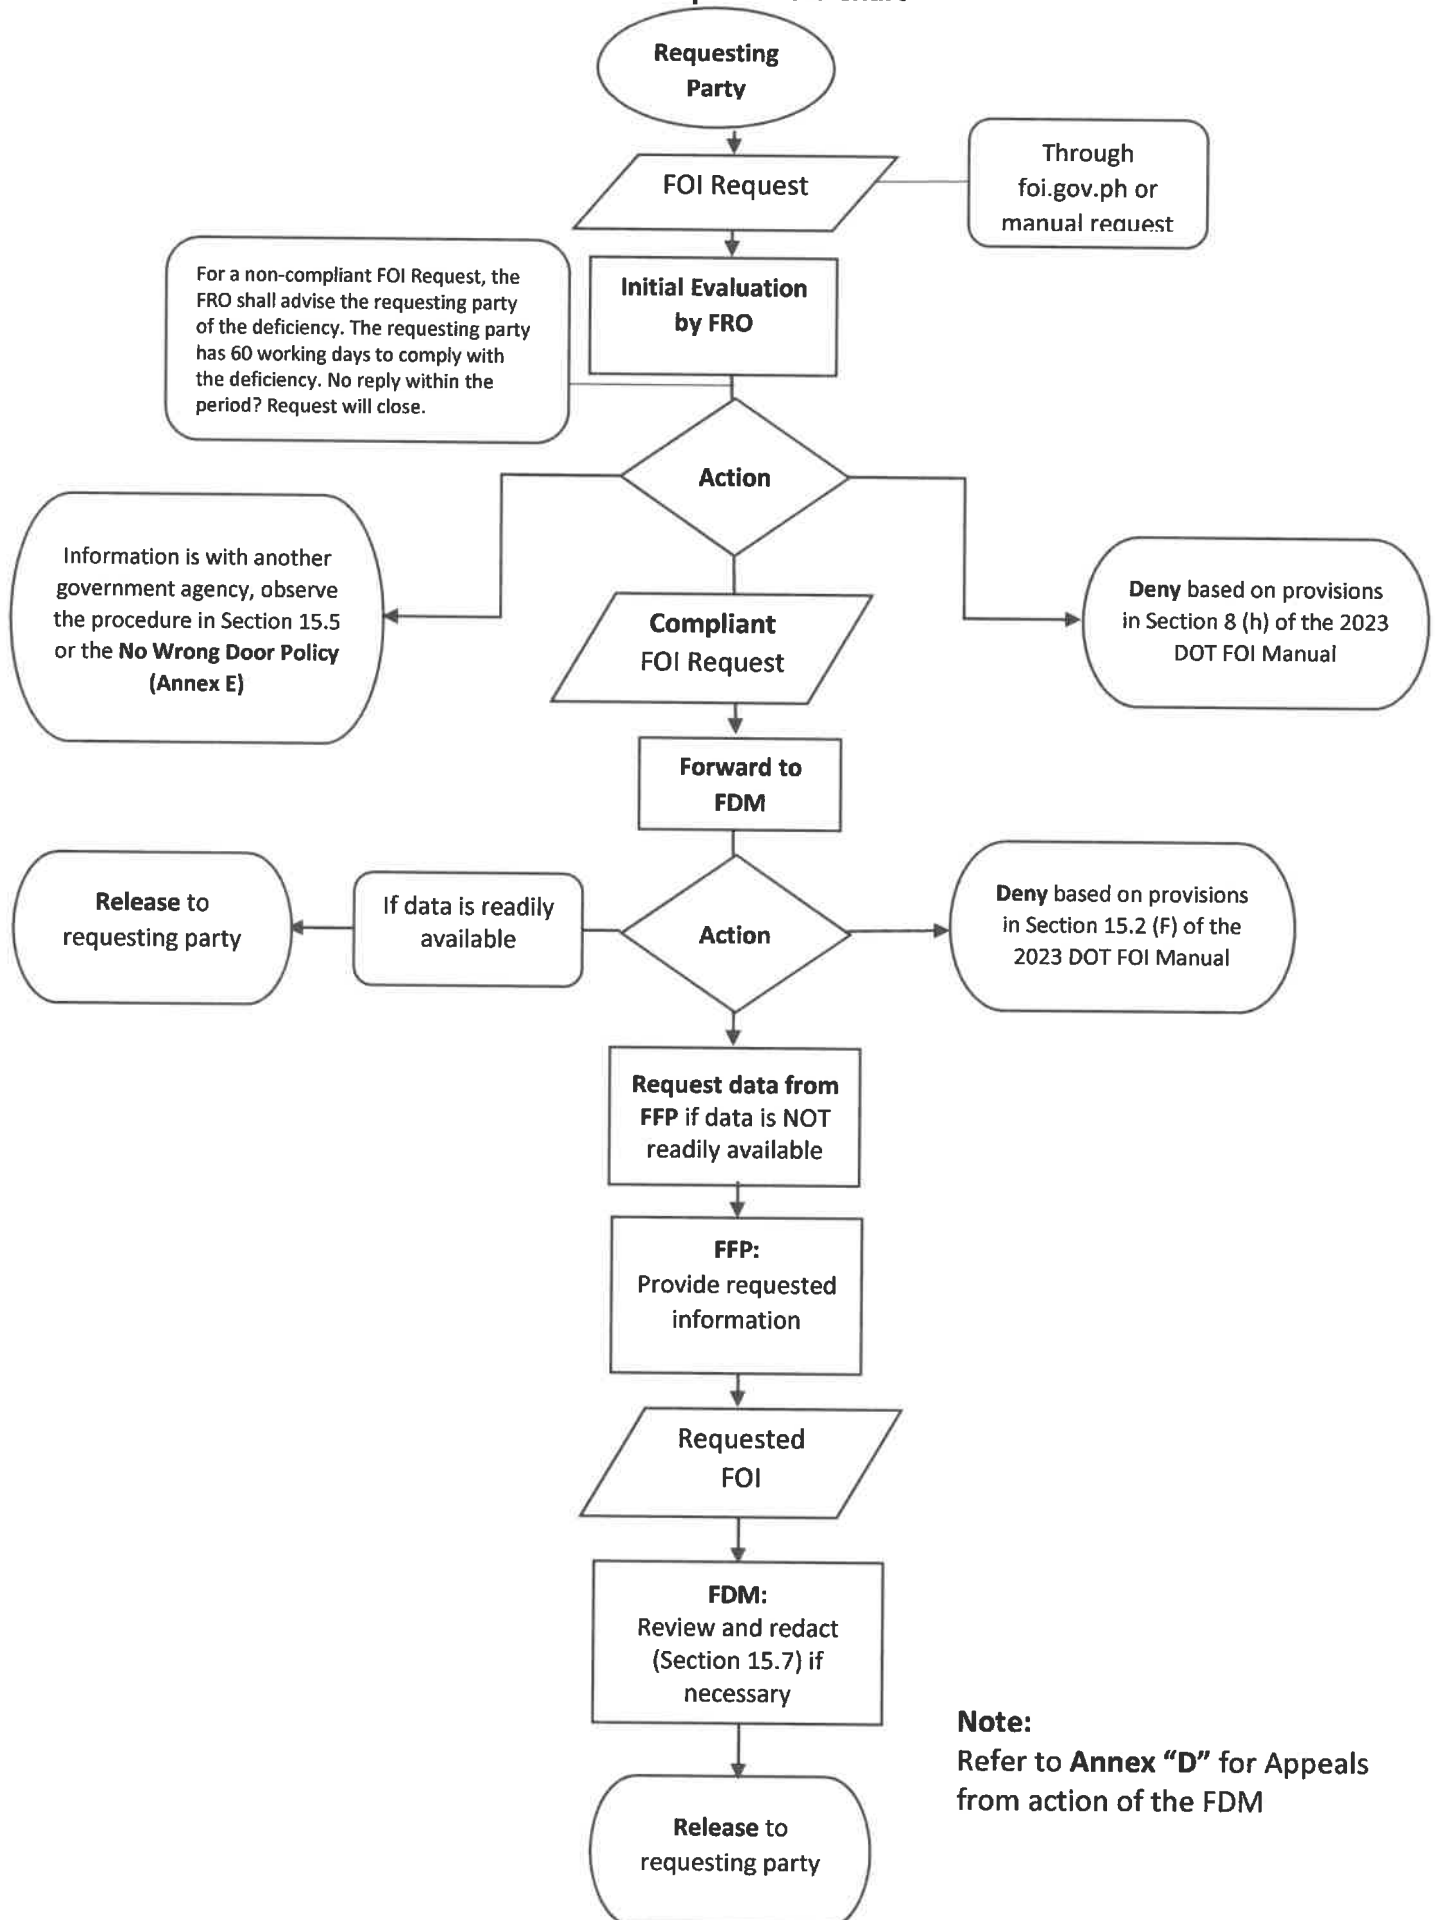 Requesting
Party
FOI Request
Through
foi.gov.ph or
manual request
For a non-compliant FOI Request, the
FRO shall advise the requesting party
of the deficiency. The requesting party
has 60 working days to comply with
the deficiency. No reply within the
period? Request will close.
Initial Evaluation
by FRO
Action
Information is with another
government agency, observe
the procedure in Section 15.5
or the No Wrong Door Policy
(Annex E)
Compliant
FOI Request
Deny based on provisions
in Section 8 (h) of the 2023
DOT FOI Manual
Forward to
FDM
Release to
requesting party
If data is readily
available
Action
Deny based on provisions
in Section 15.2 (F) of the
2023 DOT FOI Manual
Request data from
FFP if data is NOT
readily available
FFP:
Provide requested
information
Requested
FOI
FDM:
Review and redact
(Section 15.7) if
necessary
Note:
Refer to Annex “D” for Appeals
from action of the FDM
Release to
requesting party